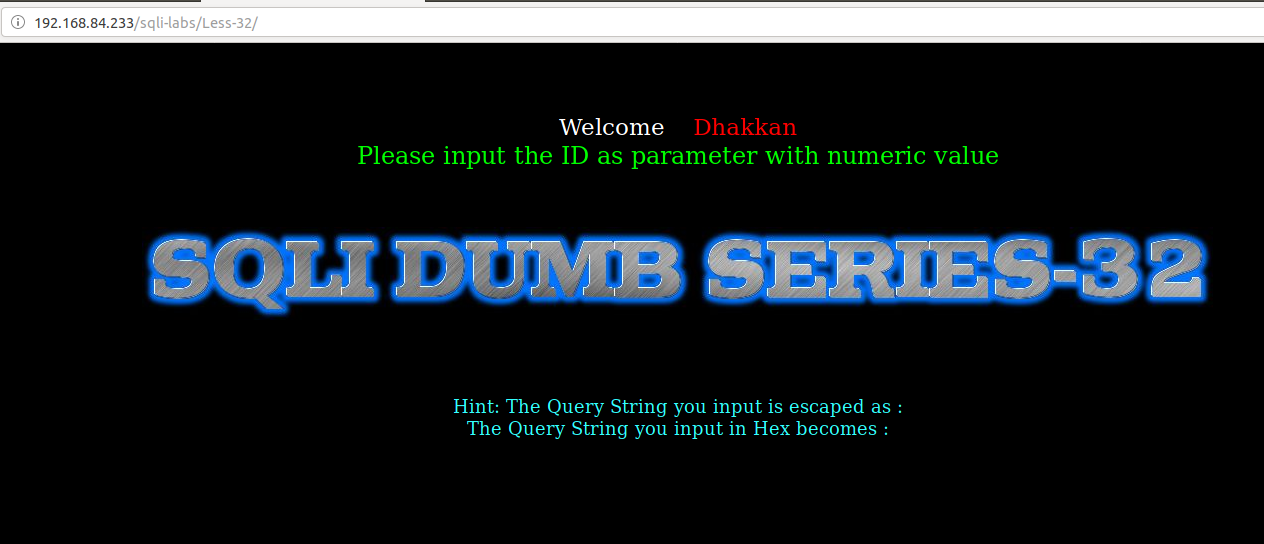 192.168.84.233/sqli-labs/Less-32/
Welcome Dhakkan
Please input the ID as parameter with numeric value
SQLI DUMB SERIES-32
Hint: The Query String you input is escaped as :
The Query String you input in Hex becomes :